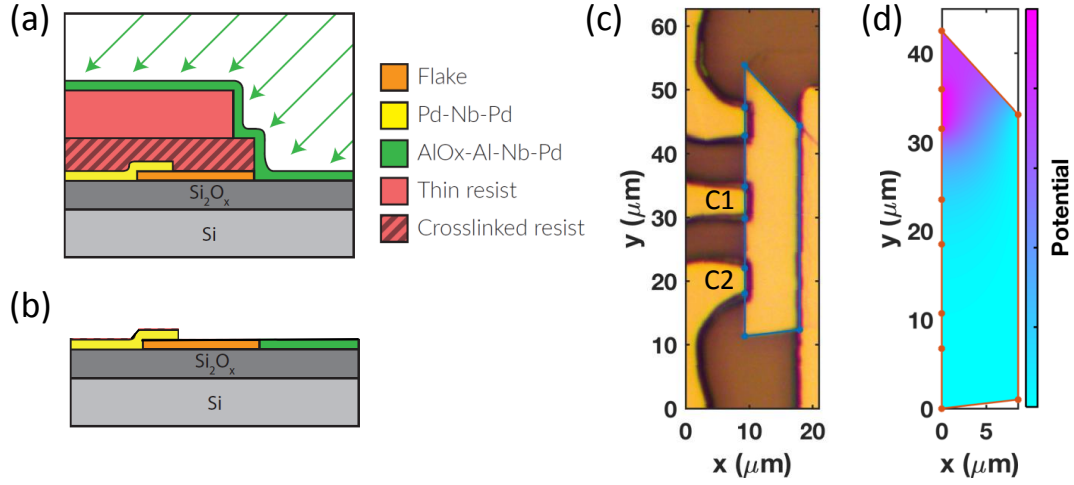 (a)
Si₂Oₓ
Si
Flake
Pd-Nb-Pd
AlOx-Al-Nb-Pd
Thin resist
Crosslinked resist
(b)
Si₂Oₓ
Si
(c)
60
50
40
30
20
10
0
y (μm)
C1
C2
0
10
20
x (μm)
(d)
40
30
20
10
0
y (μm)
0
5
x (μm)
Potential